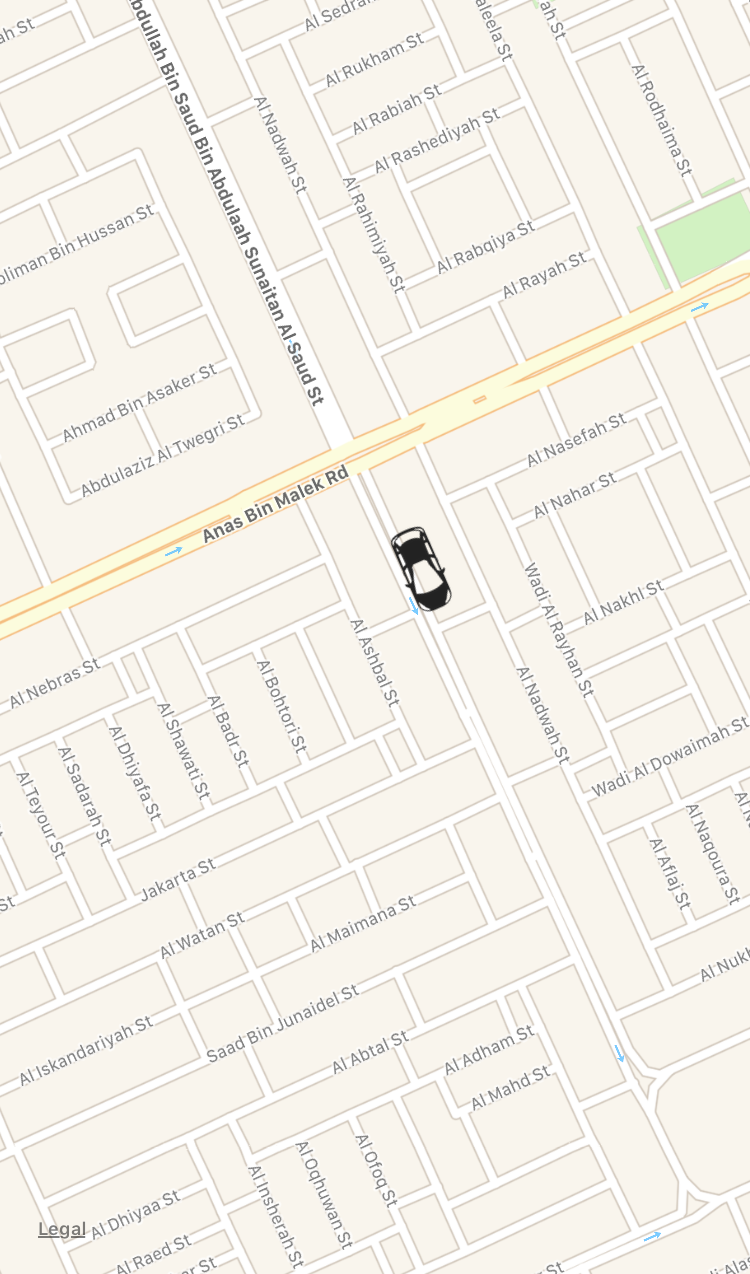 Al Sedrah
Al Rukham St
Al Rabiah St
Al Rashediyah St
Al Nadwah St
Al Rodhaima St
Al Rahimiyah St
bdullah Bin Saud Bin Abdulaah Sunaitan Al Saud St
oliman Bin Hussan St
Al Rabqiya St
Al Rayah St
Ahmad Bin Asaker St
Abdulaziz Al Twegri St
Anas Bin Malek Rd
Al Nasefah St
Al Nahar St
Wadi Al Rayhan St
Al Nakhl St
Al Ashbal St
Al Nebras St
Al Bohtori St
Al Badr St
Al Shawati St
Al Dhiyafa St
Al Sadarah St
Al Teyour St
Al Nadwah St
Wadi Al Dowaimah St
Al Naqoura St
Al Aflaj St
Jakarta St
Al Watan St
Al Maimana St
Al Nukh
Al Iskandariyah St
Saad Bin Junaidel St
Al Abtal St
Al Adham St
Al Mahd St
Al Ofoq St
Al Oqhuwan St
Al Insherah St
Al Dhiyaa St
Al Raed St
Legal